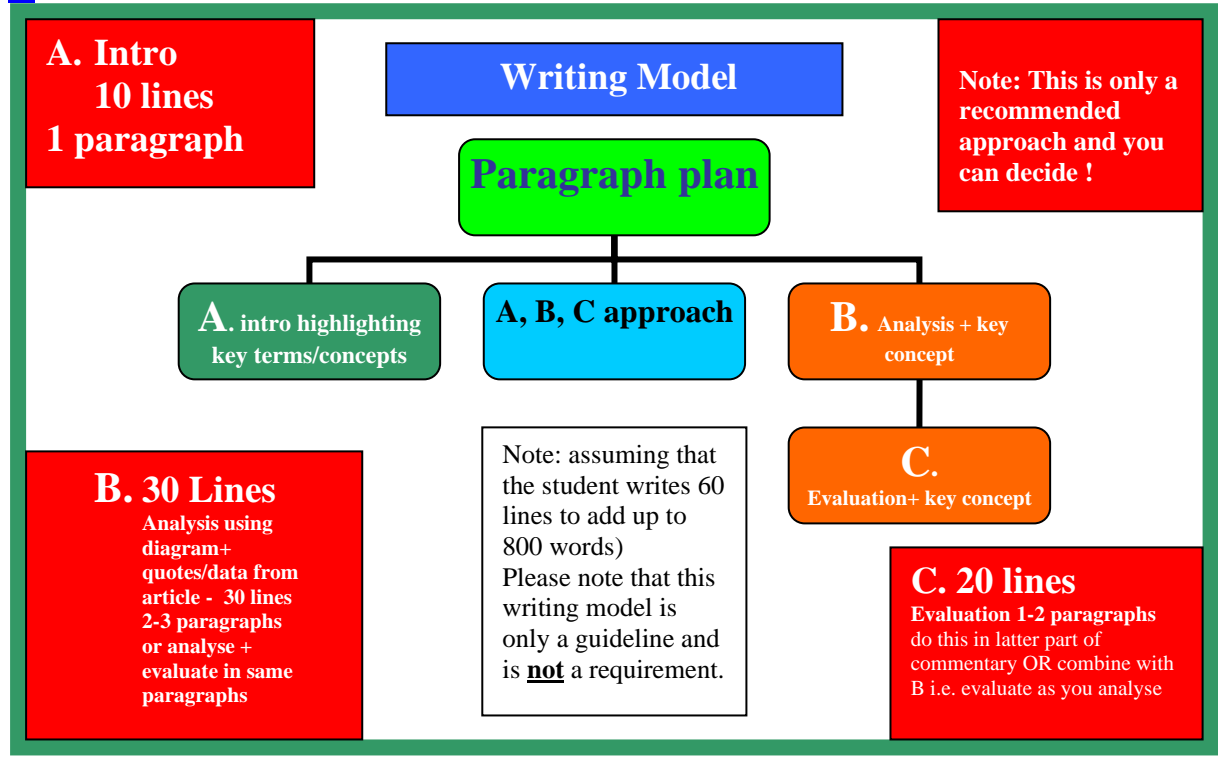 A. Intro
10 lines
1 paragraph
Writing Model
Note: This is only a
recommended
approach and you
can decide !
Paragraph plan
A. intro highlighting
key terms/concepts
A, B, C approach
B. Analysis + key
concept
C.
Evaluation+ key concept
B. 30 Lines
Analysis using
diagram+
quotes/data from
article -  30 lines
2-3 paragraphs
or analyse +
evaluate in same
paragraphs
Note: assuming that
the student writes 60
lines to add up to
800 words)
Please note that this
writing model is
only a guideline and
is not a requirement.
C. 20 lines
Evaluation 1-2 paragraphs
do this in latter part of
commentary OR combine with
B i.e. evaluate as you analyse